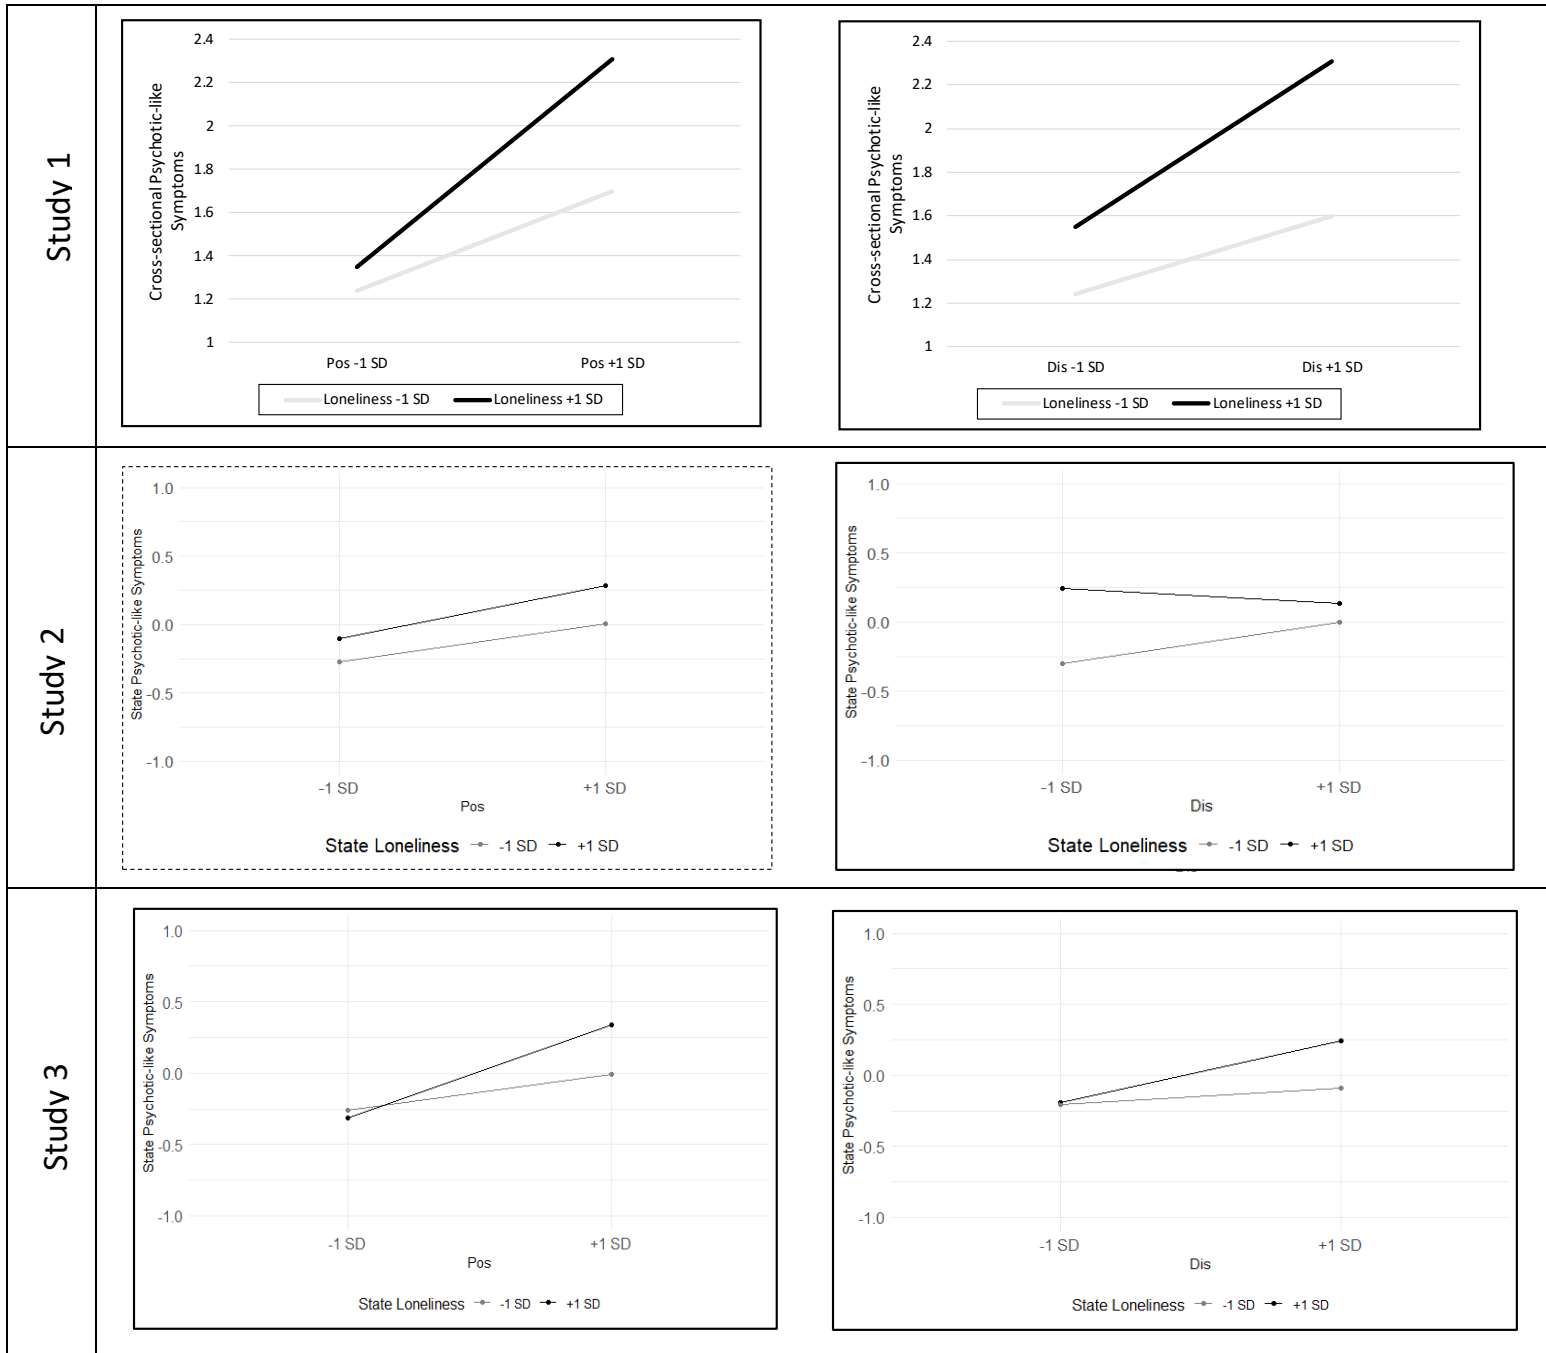 Study 1
2.4
2.2
2
1.8
1.6
1.4
1.2
1
Cross-sectional Psychotic-like
Symptoms
Pos -1 SD
Pos +1 SD
Loneliness -1 SD
Loneliness +1 SD
2.4
2.2
2
1.8
1.6
1.4
1.2
1
Cross-sectional Psychotic-like
Symptoms
Dis -1 SD
Dis +1 SD
Loneliness -1 SD
Loneliness +1 SD
Study 2
1.0
0.5
0.0
-0.5
-1.0
State Psychotic-like Symptoms
-1 SD
+1 SD
Pos
State Loneliness -1 SD +1 SD
1.0
0.5
0.0
-0.5
-1.0
State Psychotic-like Symptoms
-1 SD
+1 SD
Dis
State Loneliness -1 SD +1 SD
Study 3
1.0
0.5
0.0
-0.5
-1.0
State Psychotic-like Symptoms
-1 SD
+1 SD
Pos
State Loneliness -1 SD +1 SD
1.0
0.5
0.0
-0.5
-1.0
State Psychotic-like Symptoms
-1 SD
+1 SD
Dis
State Loneliness -1 SD +1 SD